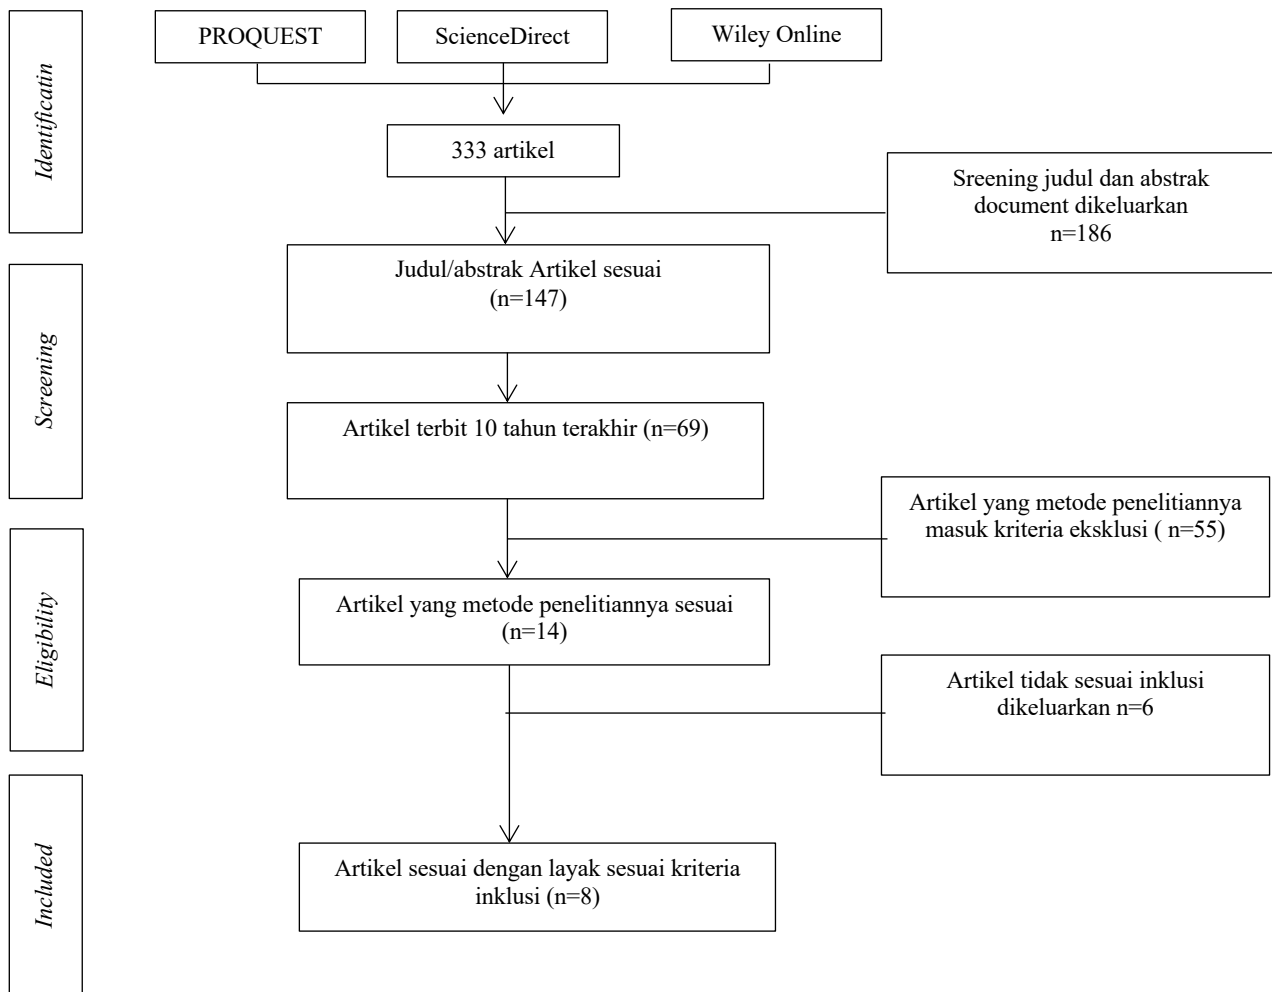 PROQUEST
ScienceDirect
Wiley Online
Identificatin
333 artikel
Sreening judul dan abstrak
document dikeluarkan
n=186
Judul/abstrak Artikel sesuai
(n=147)
Screening
Artikel terbit 10 tahun terakhir (n=69)
Artikel yang metode penelitiannya
masuk kriteria eksklusi ( n=55)
Eligibility
Artikel yang metode penelitiannya sesuai
(n=14)
Artikel tidak sesuai inklusi
dikeluarkan n=6
Included
Artikel sesuai dengan layak sesuai kriteria
inklusi (n=8)